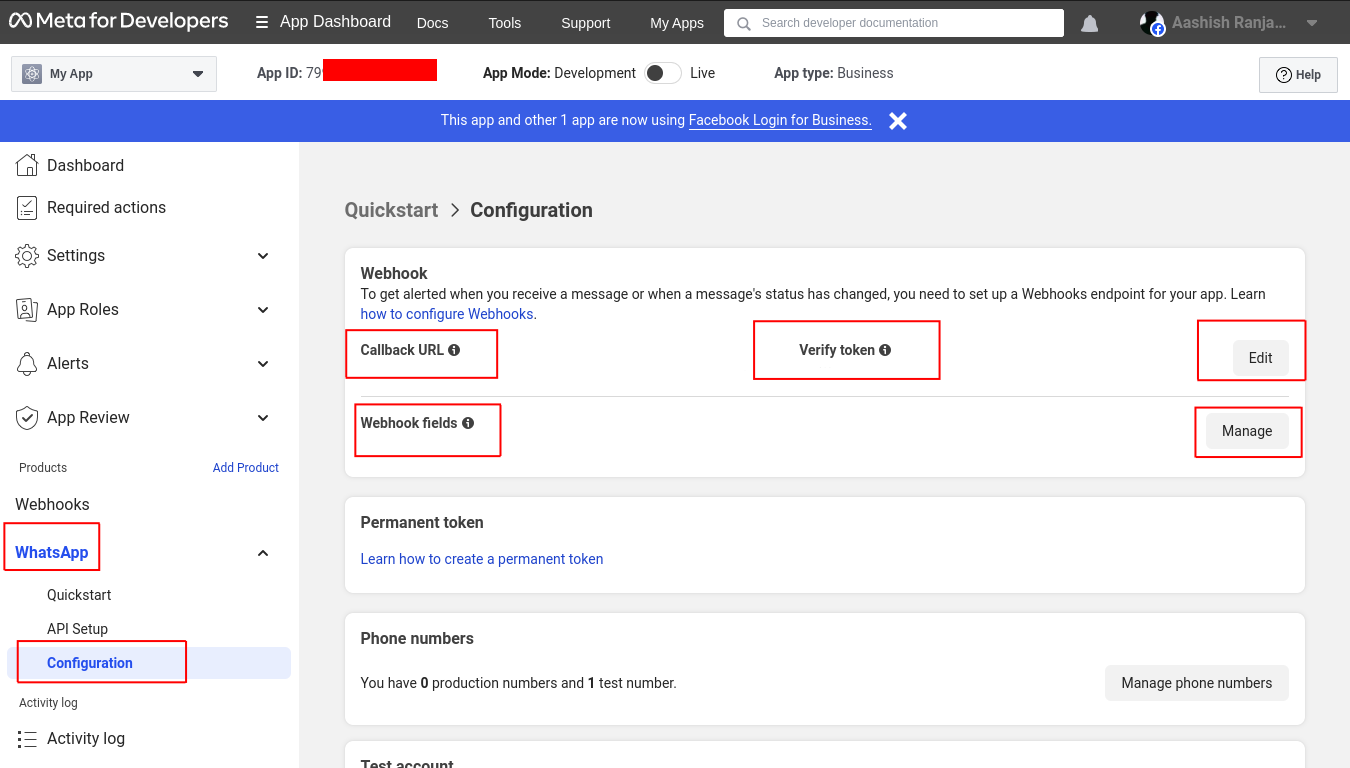 Meta for Developers
App Dashboard
Docs
Tools
Support
My Apps
Search developer documentation
Aashish Ranja...
My App
App ID: 799
App Mode: Development
Live
App type: Business
Help
This app and other 1 app are now using Facebook Login for Business.
Dashboard
Required actions
Settings
App Roles
Alerts
App Review
Products
Add Product
Webhooks
WhatsApp
Quickstart
API Setup
Configuration
Activity log
Activity log
Quickstart > Configuration
Webhook
To get alerted when you receive a message or when a message's status has changed, you need to set up a Webhooks endpoint for your app. Learn
how to configure Webhooks.
Callback URL
Verify token
Edit
Webhook fields
Manage
Permanent token
Learn how to create a permanent token
Phone numbers
You have 0 production numbers and 1 test number.
Manage phone numbers
Test account